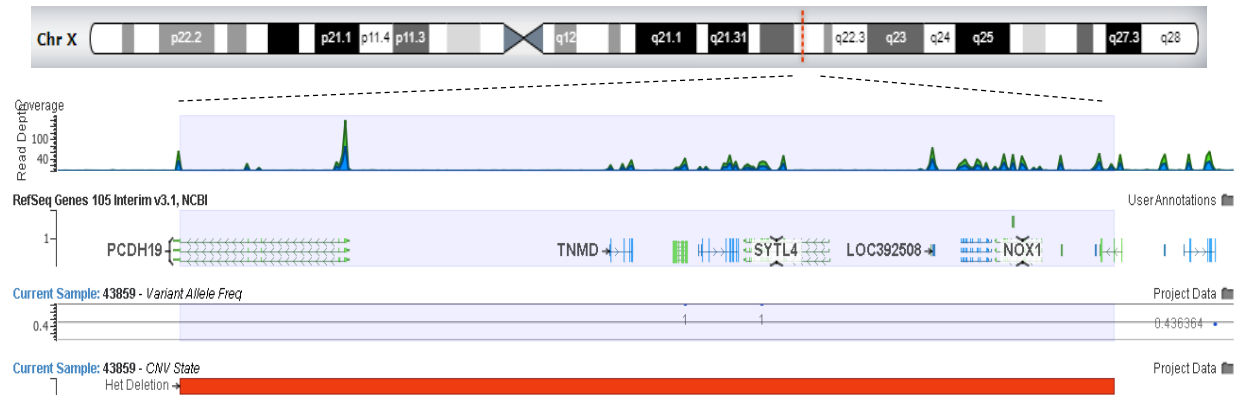 Chr X p22.2 p21.1 p11.4 p11.3 q12 q21.1 q21.31 q22.3 q23 q24 q25 q27.3 q28
Coverage
Read Depth
100
40
RefSeq Genes 105 Interim v3.1, NCBI
User Annotations
1
PCDH19 TNMD SYTL4 LOC392508 NOX1
Current Sample: 43859 - Variant Allele Freq
Project Data
0.4
1 1
0.436364
Current Sample: 43859 - CNV State
Project Data
Het Deletion